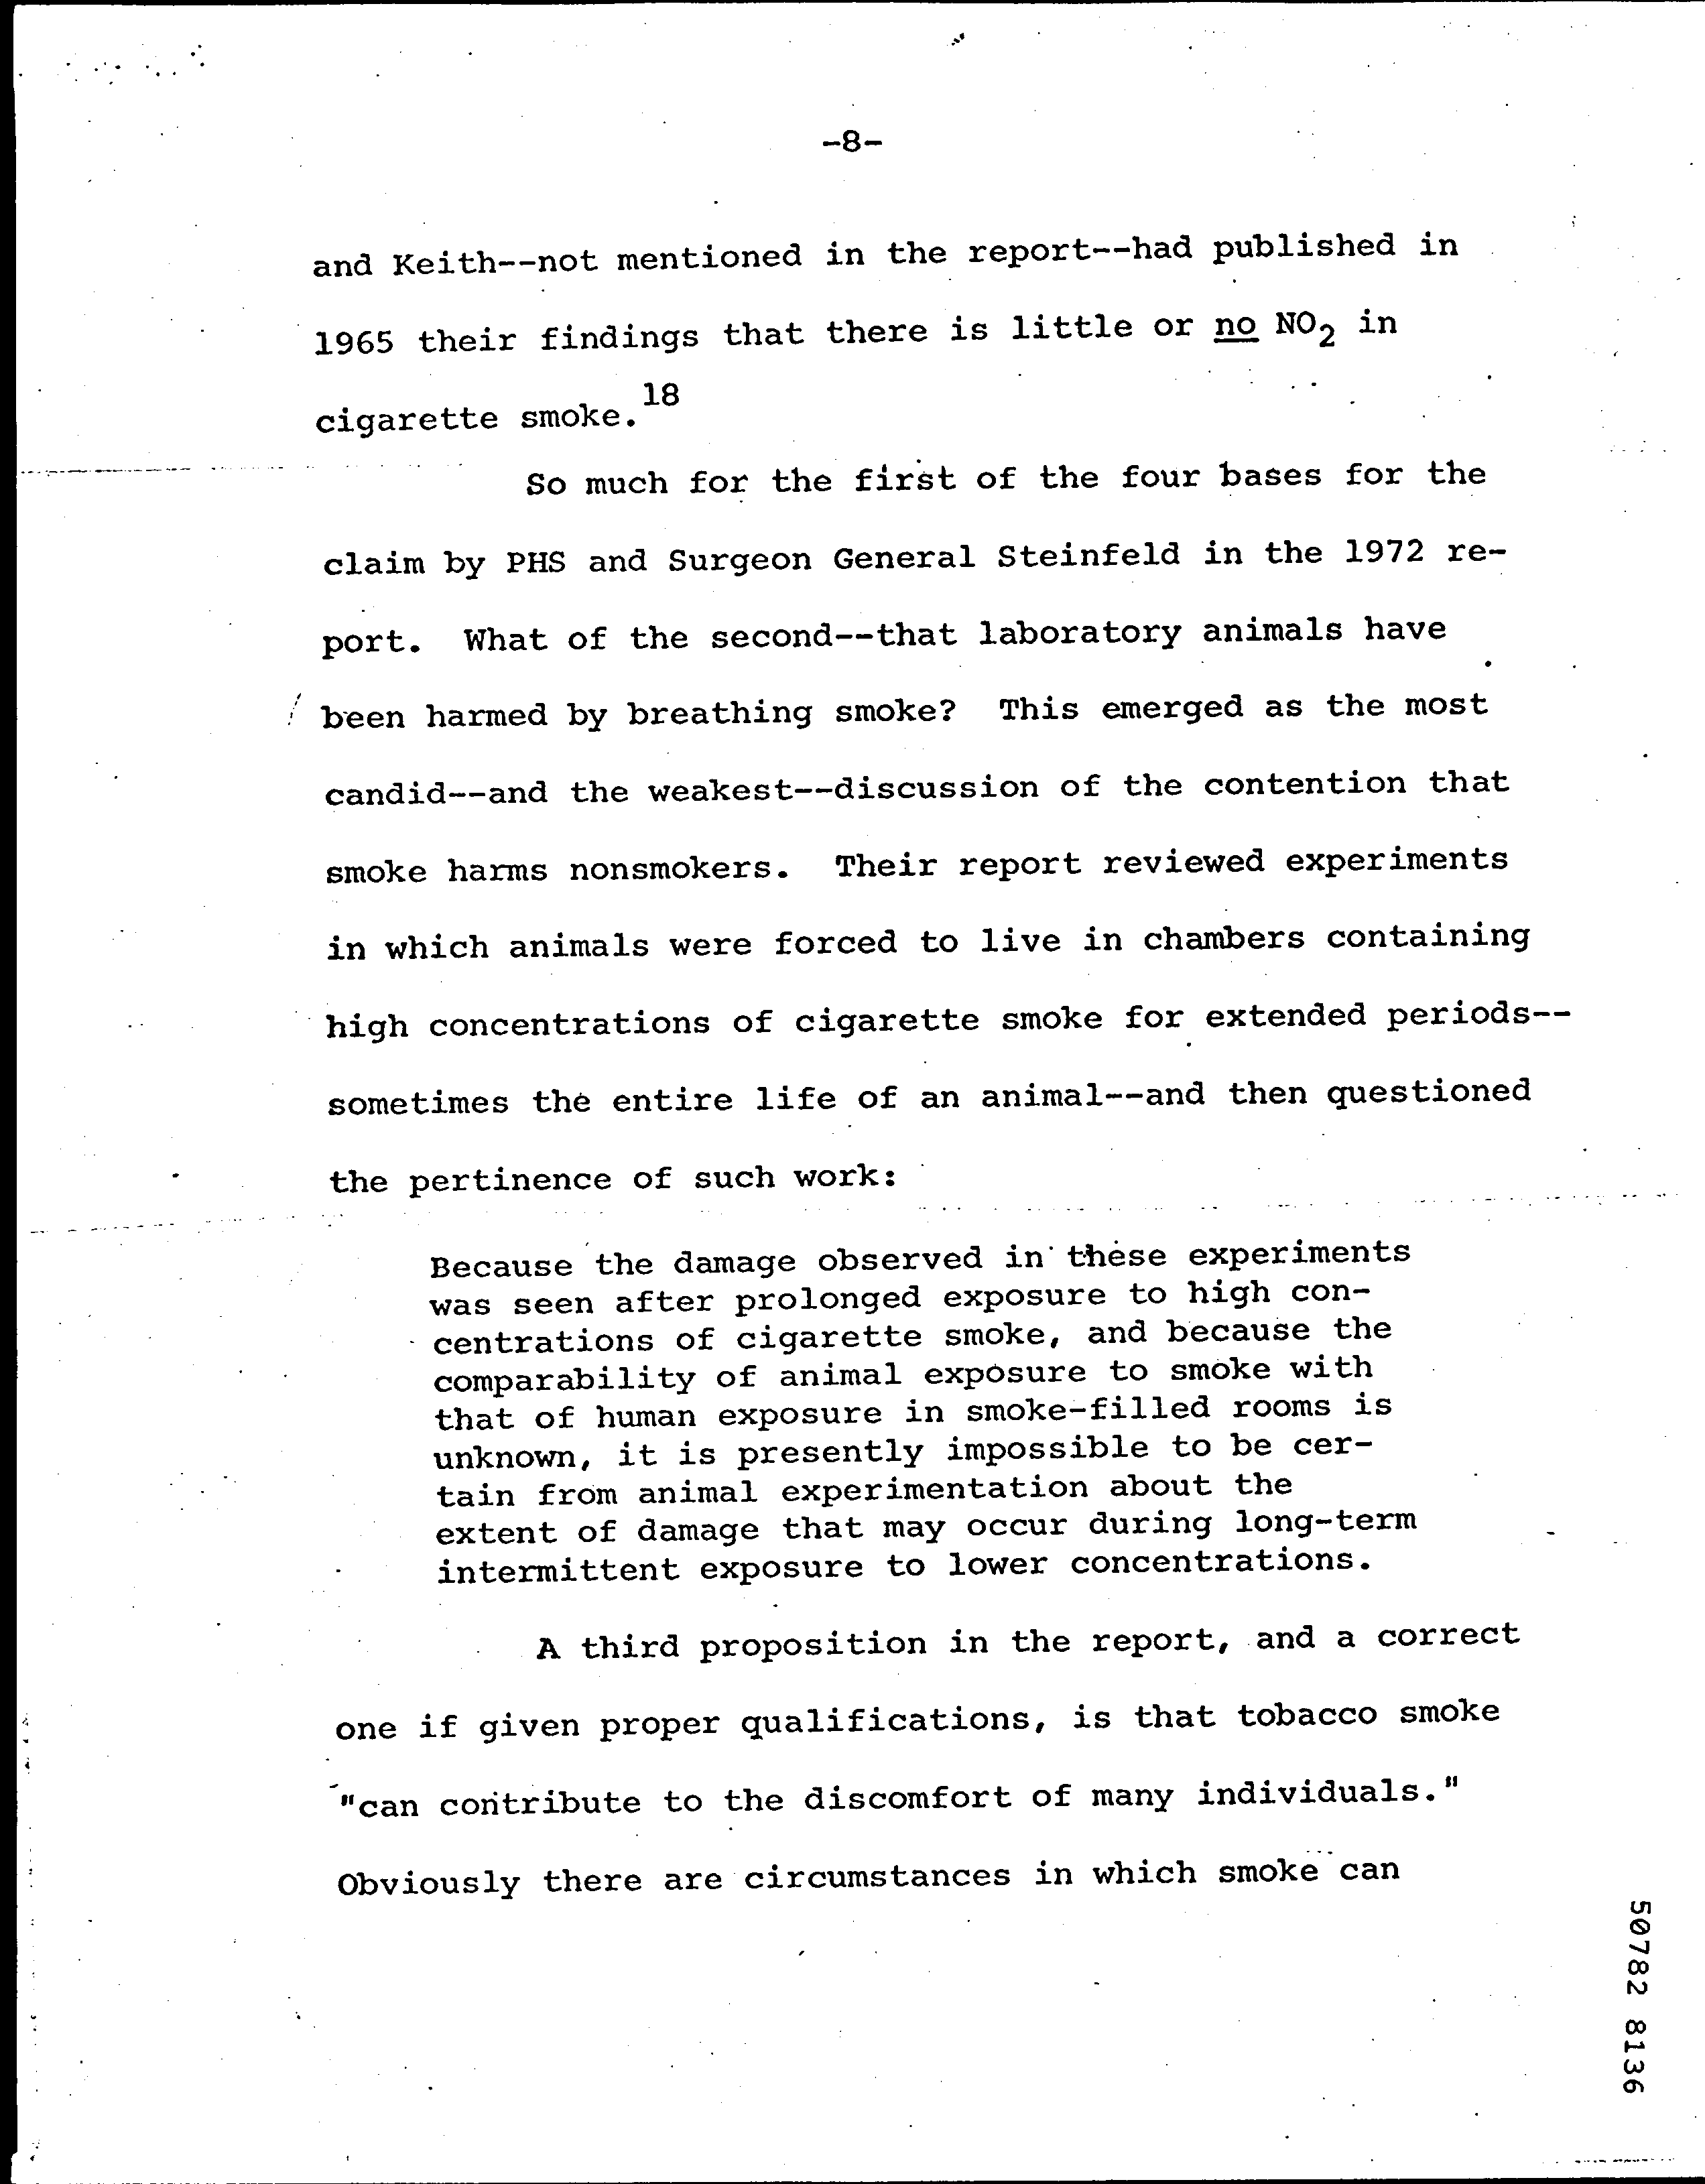 -8-
and Keith--not mentioned in the report--had published in
1965 their findings that there is little or no NO2 in
cigarette smoke.18
So much for the first of the four bases for the
claim by PHS and Surgeon General Steinfeld in the 1972 re-
port. What of the second--that laboratory animals have
been harmed by breathing smoke? This emerged as the most
candid--and the weakest--discussion of the contention that
smoke harms nonsmokers. Their report reviewed experiments
in which animals were forced to live in chambers containing
high concentrations of cigarette smoke for extended periods--
sometimes the entire life of an animal--and then questioned
the pertinence of such work:
Because the damage observed in these experiments
was seen after prolonged exposure to high con-
centrations of cigarette smoke, and because the
comparability of animal exposure to smoke with
that of human exposure in smoke-filled rooms is
unknown, it is presently impossible to be cer-
tain from animal experimentation about the
extent of damage that may occur during long-term
intermittent exposure to lower concentrations.
A third proposition in the report, and a correct
one if given proper qualifications, is that tobacco smoke
"can contribute to the discomfort of many individuals."
Obviously there are circumstances in which smoke can
50782 8136